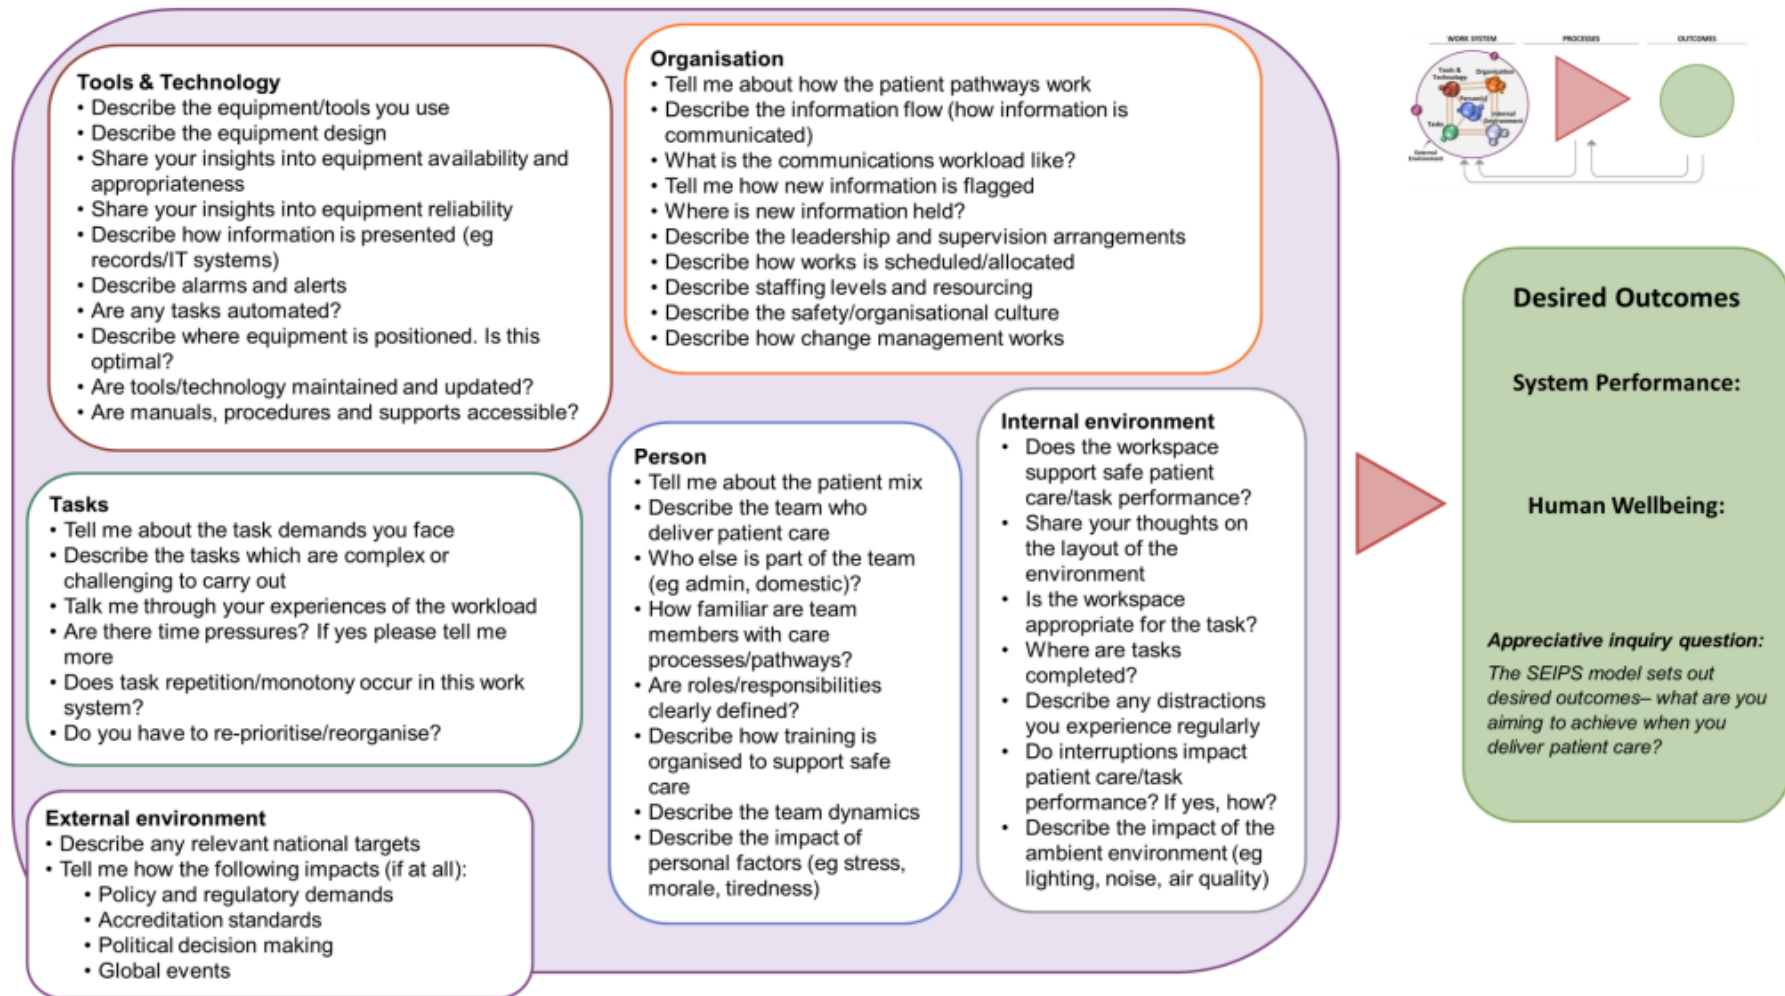 Tools & Technology
• Describe the equipment/tools you use
• Describe the equipment design
• Share your insights into equipment availability and
appropriateness
• Share your insights into equipment reliability
• Describe how information is presented (eg
records/IT systems)
• Describe alarms and alerts
• Are any tasks automated?
• Describe where equipment is positioned. Is this
optimal?
• Are tools/technology maintained and updated?
• Are manuals, procedures and supports accessible?
Organisation
• Tell me about how the patient pathways work
• Describe the information flow (how information is
communicated)
• What is the communications workload like?
• Tell me how new information is flagged
• Where is new information held?
• Describe the leadership and supervision arrangements
• Describe how works is scheduled/allocated
• Describe staffing levels and resourcing
• Describe the safety/organisational culture
• Describe how change management works
Tasks
• Tell me about the task demands you face
• Describe the tasks which are complex or
challenging to carry out
• Talk me through your experiences of the workload
• Are there time pressures? If yes please tell me
more
• Does task repetition/monotony occur in this work
system?
• Do you have to re-prioritise/reorganise?
Person
• Tell me about the patient mix
• Describe the team who
deliver patient care
• Who else is part of the team
(eg admin, domestic)?
• How familiar are team
members with care
processes/pathways?
• Are roles/responsibilities
clearly defined?
• Describe how training is
organised to support safe
care
• Describe the team dynamics
• Describe the impact of
personal factors (eg stress,
morale, tiredness)
Internal environment
• Does the workspace
support safe patient
care/task performance?
• Share your thoughts on
the layout of the
environment
• Is the workspace
appropriate for the task?
• Where are tasks
completed?
• Describe any distractions
you experience regularly
• Do interruptions impact
patient care/task
performance? If yes, how?
• Describe the impact of the
ambient environment (eg
lighting, noise, air quality)
External environment
• Describe any relevant national targets
• Tell me how the following impacts (if at all):
• Policy and regulatory demands
• Accreditation standards
• Political decision making
• Global events
WORK SYSTEM
PROCESSES
OUTCOMES
Tools &
Technology
Organization
Person(s)
Tasks
Internal
Environment
External
Environment
Desired Outcomes
System Performance:
Human Wellbeing:
Appreciative inquiry question:
The SEIPS model sets out
desired outcomes– what are you
aiming to achieve when you
deliver patient care?